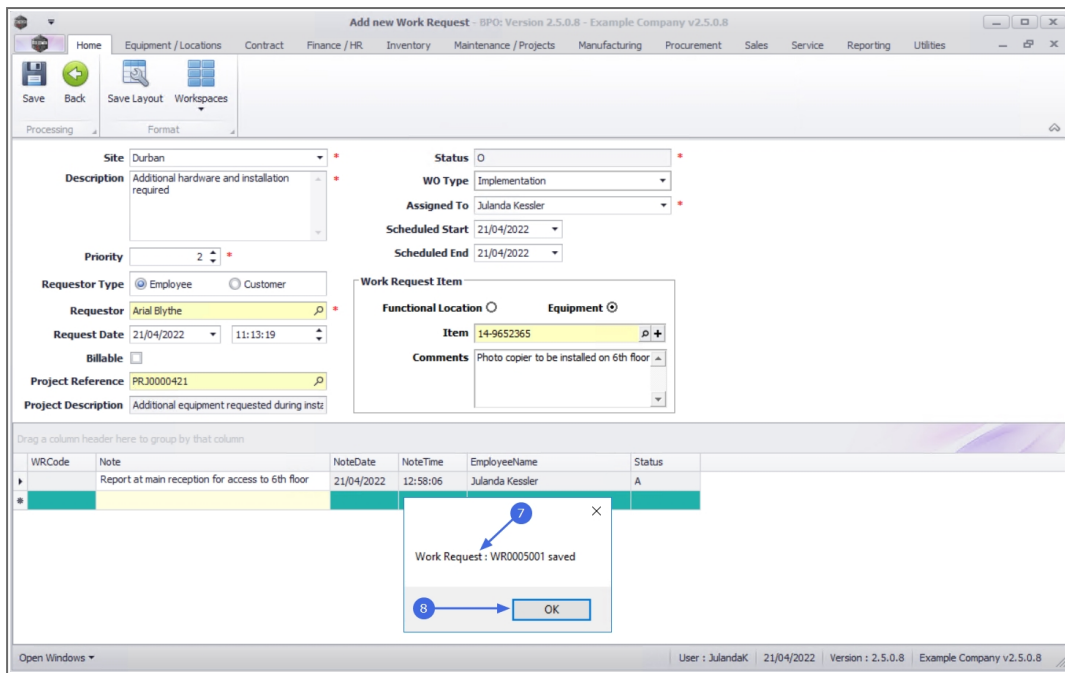 Add new Work Request - BPO: Version 2.5.0.8 - Example Company v2.5.0.8
Home Equipment / Locations Contract Finance / HR Inventory Maintenance / Projects Manufacturing Procurement Sales Service Reporting Utilities
Save Back Save Layout Workspaces
Processing Format
Site Durban * Status O *
Description Additional hardware and installation * WO Type Implementation
required
Assigned To Julanda Kessler *
Scheduled Start 21/04/2022
Priority 2 * Scheduled End 21/04/2022
Requestor Type Employee Customer Work Request Item
Requestor Arial Blythe * Functional Location Equipment
Request Date 21/04/2022 11:13:19 Item 14-9652365
Billable Comments Photo copier to be installed on 6th floor
Project Reference PRJ0000421
Project Description Additional equipment requested during insta
Drag a column header here to group by that column
WRCode Note NoteDate NoteTime EmployeeName Status
Report at main reception for access to 6th floor 21/04/2022 12:58:06 Julanda Kessler A
7
Work Request : WR0005001 saved
8 OK
Open Windows User : JulandaK 21/04/2022 Version : 2.5.0.8 Example Company v2.5.0.8